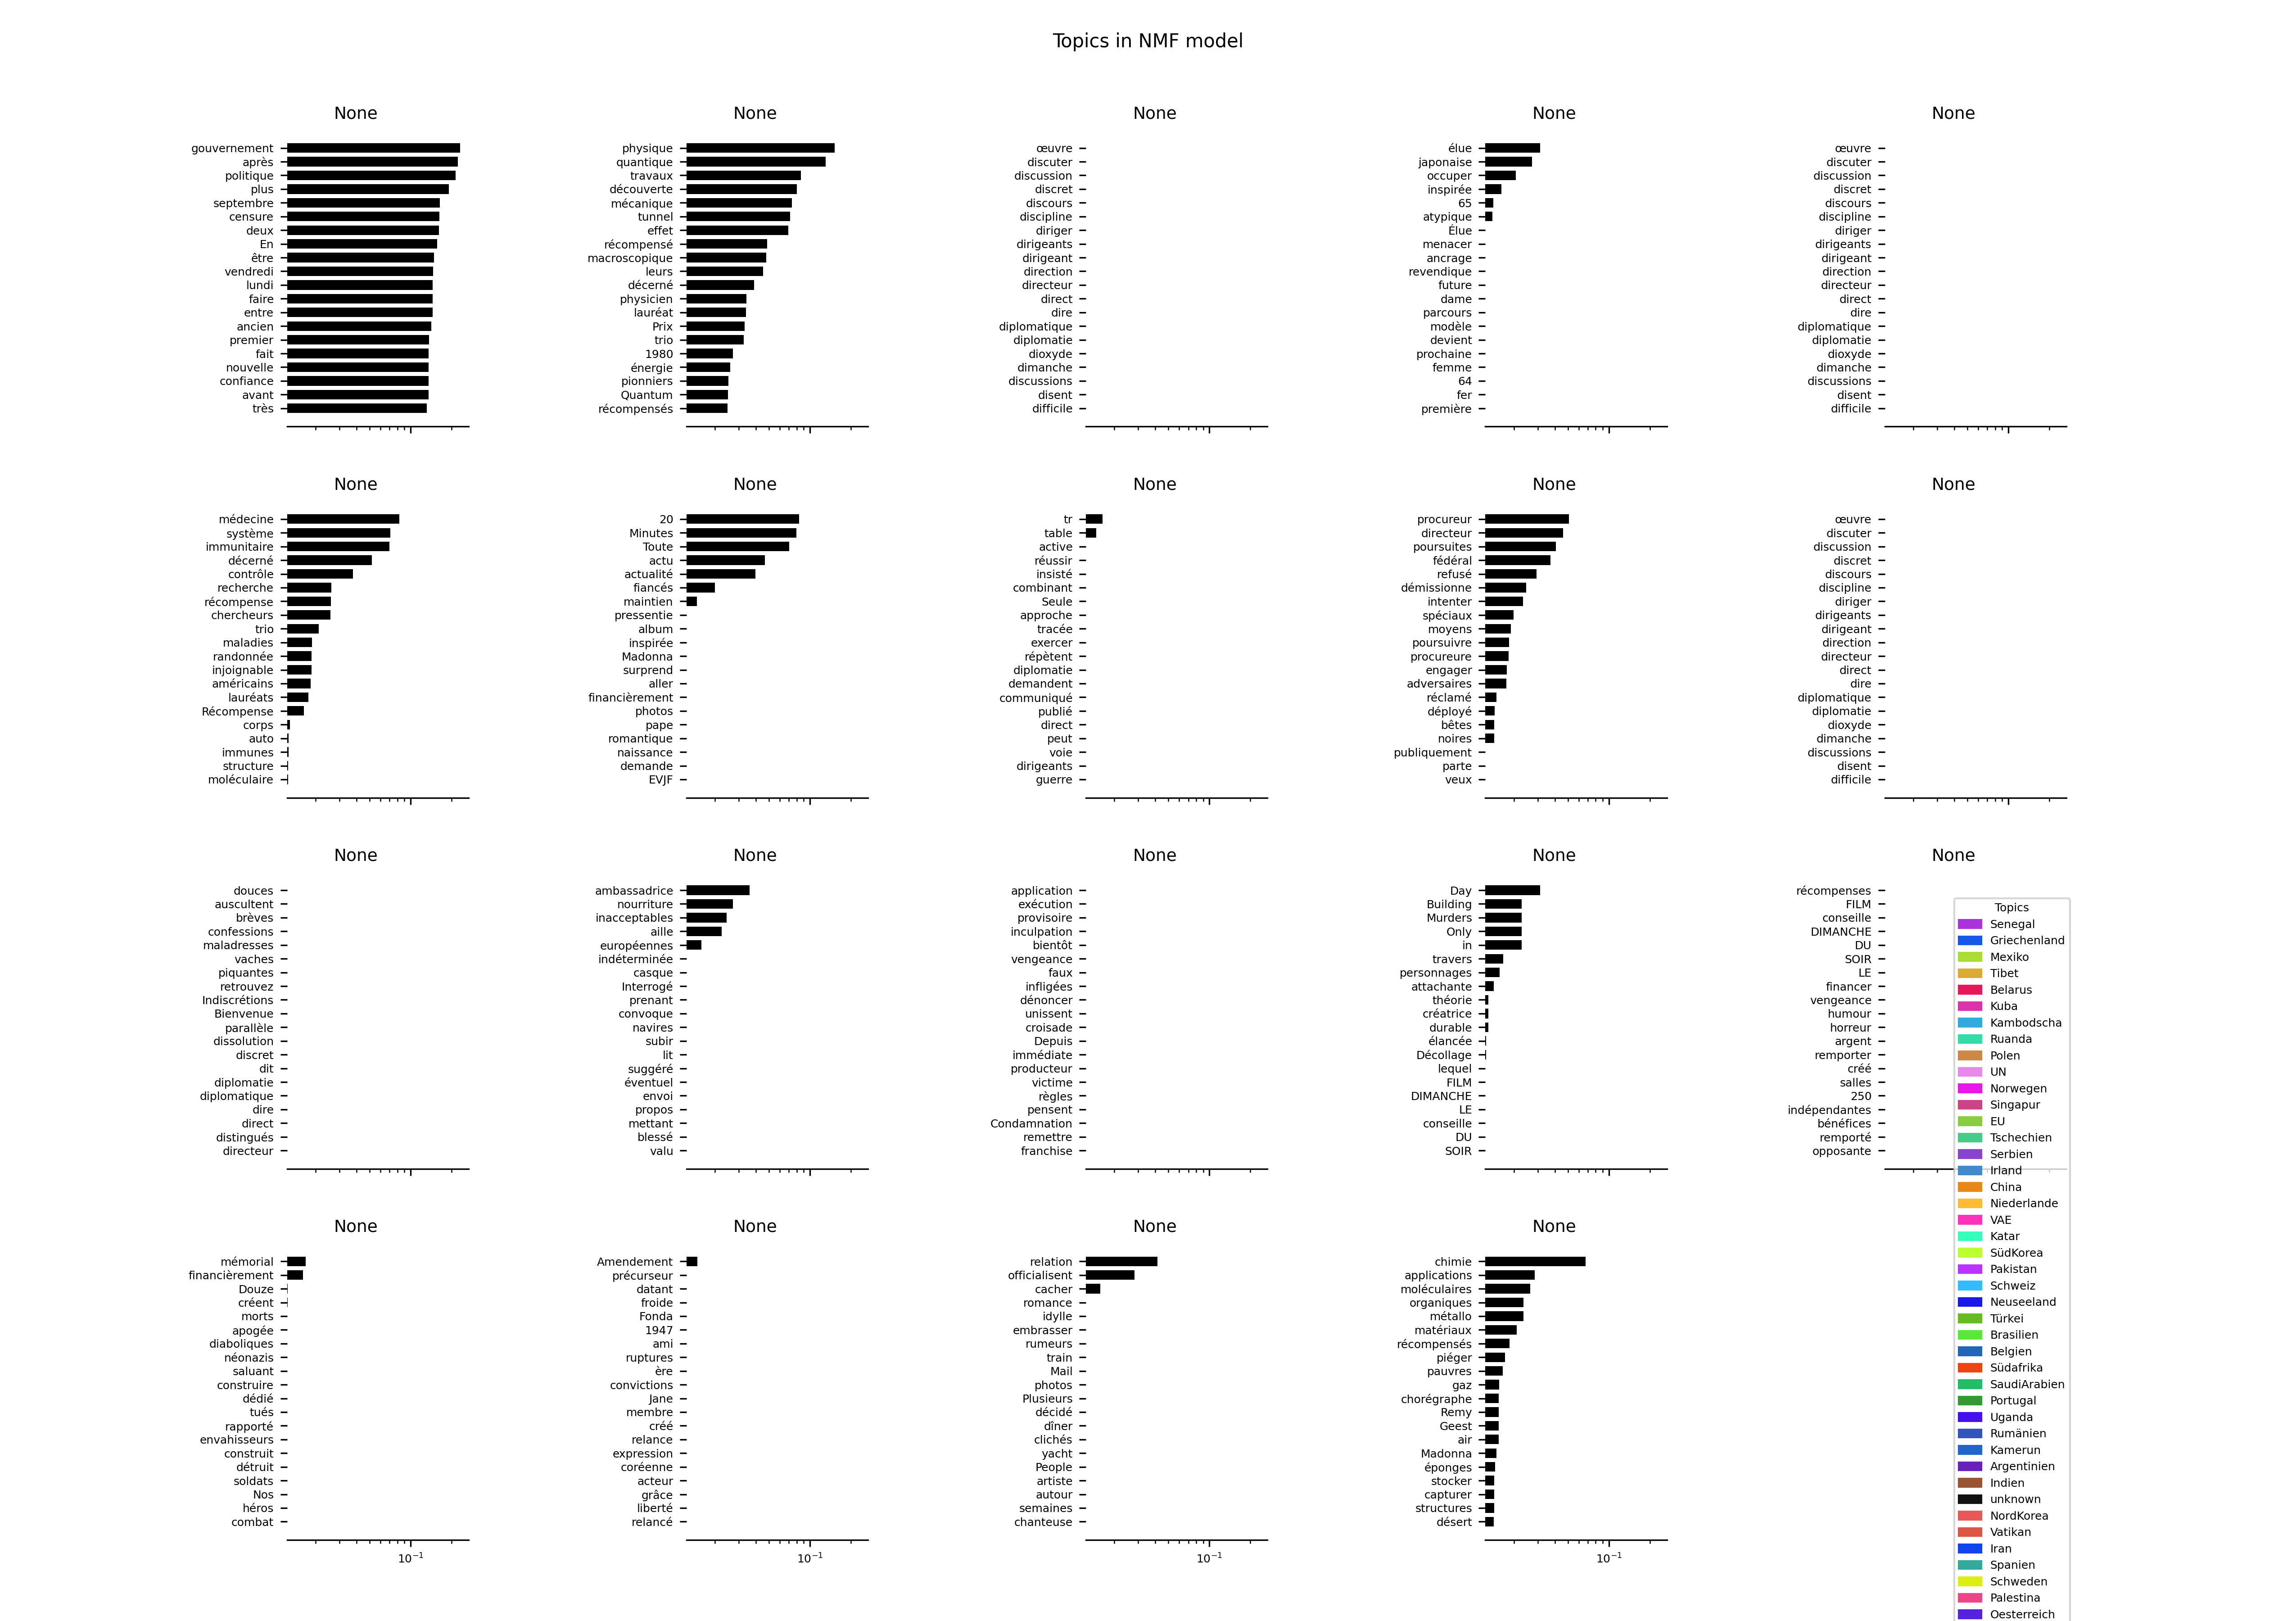 Topics in NMF model
None
gouvernement
après
politique
plus
septembre
censure
deux
En
être
vendredi
lundi
faire
entre
ancien
premier
fait
nouvelle
confiance
avant
très
None
physique
quantique
travaux
découverte
mécanique
tunnel
effet
récompensé
macroscopique
leurs
décerné
physicien
lauréat
Prix
trio
1980
énergie
pionniers
Quantum
récompensés
None
œuvre
discuter
discussion
discret
discours
discipline
diriger
dirigeants
dirigeant
direction
directeur
direct
dire
diplomatique
diplomatie
dioxyde
dimanche
discussions
disent
difficile
None
élue
japonaise
occuper
inspirée
65
atypique
Élue
menacer
ancrage
revendique
future
dame
parcours
modèle
devient
prochaine
femme
64
fer
première
None
œuvre
discuter
discussion
discret
discours
discipline
diriger
dirigeants
dirigeant
direction
directeur
direct
dire
diplomatique
diplomatie
dioxyde
dimanche
discussions
disent
difficile
None
médecine
système
immunitaire
décerné
contrôle
recherche
récompense
chercheurs
trio
maladies
randonnée
injoignable
américains
lauréats
Récompense
corps
auto
immunes
structure
moléculaire
None
20
Minutes
Toute
actu
actualité
fiancés
maintien
pressentie
album
inspirée
Madonna
surprend
aller
financièrement
photos
pape
romantique
naissance
demande
EVJF
None
tr
table
active
réussir
insisté
combinant
Seule
approche
tracée
exercer
répètent
diplomatie
demandent
communiqué
publié
direct
peut
voie
dirigeants
guerre
None
procureur
directeur
poursuites
fédéral
refusé
démissionne
intenter
spéciaux
moyens
poursuivre
procureure
engager
adversaires
réclamé
déployé
bêtes
noires
publiquement
parte
veux
None
œuvre
discuter
discussion
discret
discours
discipline
diriger
dirigeants
dirigeant
direction
directeur
direct
dire
diplomatique
diplomatie
dioxyde
dimanche
discussions
disent
difficile
None
douces
auscultent
brèves
confessions
maladresses
vaches
piquantes
retrouvez
Indiscrétions
Bienvenue
parallèle
dissolution
discret
dit
diplomatie
diplomatique
dire
direct
distingués
directeur
None
ambassadrice
nourriture
inacceptables
aille
européennes
indéterminée
casque
Interrogé
prenant
convoque
navires
subir
lit
suggéré
éventuel
envoi
propos
mettant
blessé
valu
None
application
exécution
provisoire
inculpation
bientôt
vengeance
faux
infligées
dénoncer
unissent
croisade
Depuis
immédiate
producteur
victime
règles
pensent
Condamnation
remettre
franchise
None
Day
Building
Murders
Only
in
travers
personnages
attachante
théorie
créatrice
durable
élancée
Décollage
lequel
FILM
DIMANCHE
LE
conseille
DU
SOIR
None
récompenses
FILM
conseille
DIMANCHE
DU
SOIR
LE
financer
vengeance
humour
horreur
argent
remporter
créé
salles
250
indépendantes
bénéfices
remporté
opposante
None
mémorial
financièrement
Douze
créent
morts
apogée
diaboliques
néonazis
saluant
construire
dédié
tués
rapporté
envahisseurs
construit
détruit
soldats
Nos
héros
combat
10⁻¹
None
Amendement
précurseur
datant
froide
Fonda
1947
ami
ruptures
ère
convictions
Jane
membre
créé
relance
expression
coréenne
acteur
grâce
liberté
relancé
10⁻¹
None
relation
officialisent
cacher
romance
idylle
embrasser
rumeurs
train
Mail
photos
Plusieurs
décidé
dîner
clichés
yacht
People
artiste
autour
semaines
chanteuse
10⁻¹
None
chimie
applications
moléculaires
organiques
métallo
matériaux
récompensés
piéger
pauvres
gaz
chorégraphe
Remy
Geest
air
Madonna
éponges
stocker
capturer
structures
désert
10⁻¹
Topics
Senegal
Griechenland
Mexiko
Tibet
Belarus
Kuba
Kambodscha
Ruanda
Polen
UN
Norwegen
Singapur
EU
Tschechien
Serbien
Irland
China
Niederlande
VAE
Katar
SüdKorea
Pakistan
Schweiz
Neuseeland
Türkei
Brasilien
Belgien
Südafrika
SaudiArabien
Portugal
Uganda
Rumänien
Kamerun
Argentinien
Indien
unknown
NordKorea
Vatikan
Iran
Spanien
Schweden
Palestina
Oesterreich